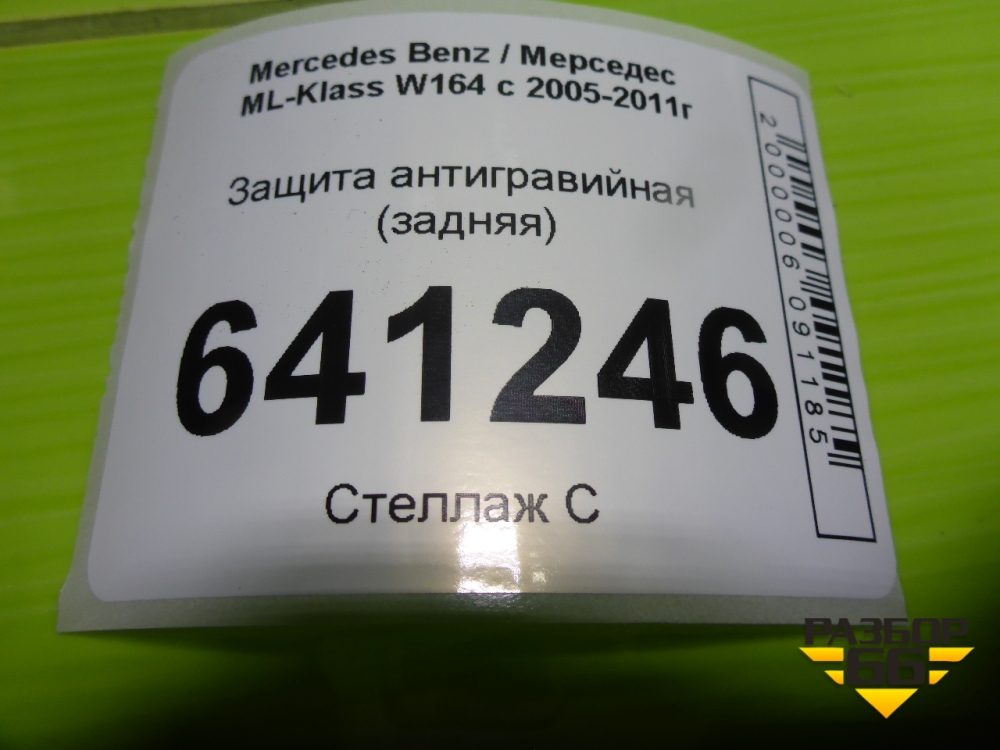 Mercedes Benz / Мерседес
ML-Klass W164 с 2005-2011г
Защита антигравийная
(задняя)
641246
Стеллаж С
2000006091185
РАЗБОР
66